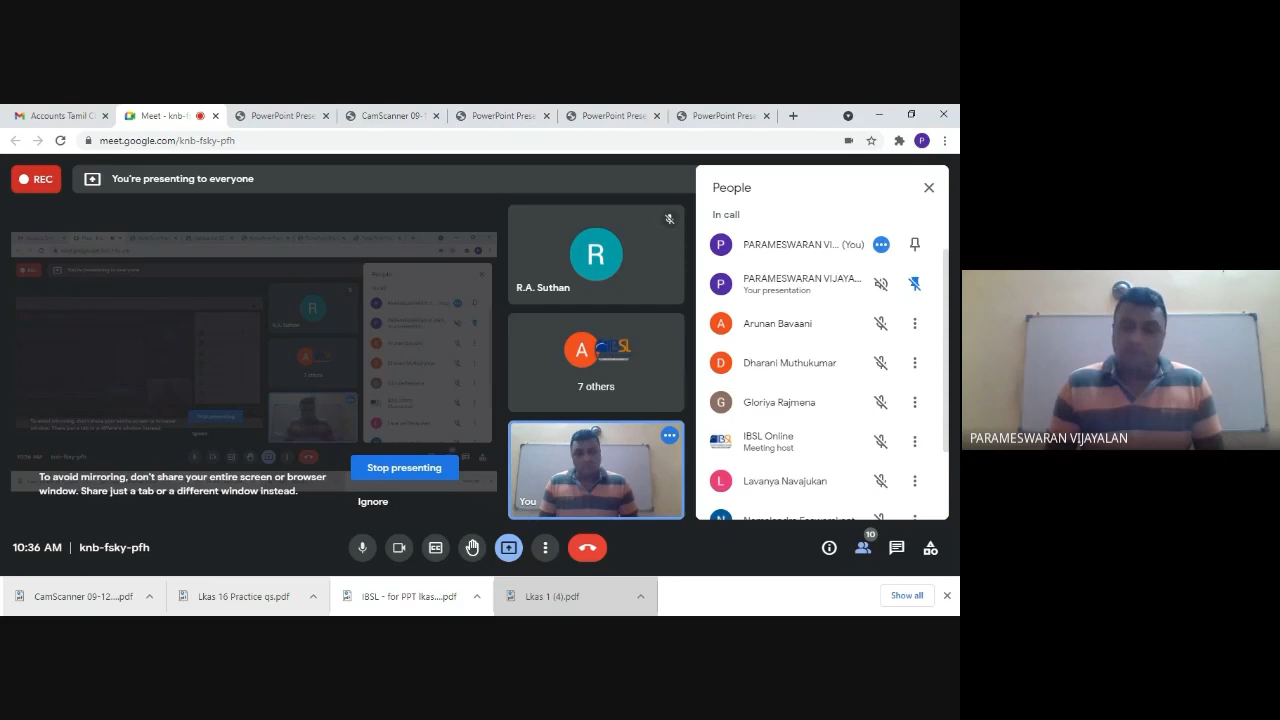 Accounts Tamil C
Meet - knb-f
PowerPoint Prese
CamScanner 09-1
PowerPoint Prese
PowerPoint Prese
PowerPoint Prese
meet.google.com/knb-fsky-pfh
REC
You're presenting to everyone
R
R.A. Suthan
A
IBSL
7 others
You
To avoid mirroring, don't share your entire screen or browser
window. Share just a tab or a different window instead.
Stop presenting
Ignore
People
In call
P
PARAMESWARAN VI... (You)
P
PARAMESWARAN VIJAYA...
Your presentation
A
Arunan Bavaani
D
Dharani Muthukumar
G
Gloriya Rajmena
IBSL Online
Meeting host
L
Lavanya Navajukan
10:36 AM | knb-fsky-pfh
10
CamScanner 09-12....pdf
Lkas 16 Practice qs.pdf
IBSL - for PPT lkas....pdf
Lkas 1 (4).pdf
Show all
PARAMESWARAN VIJAYALAN